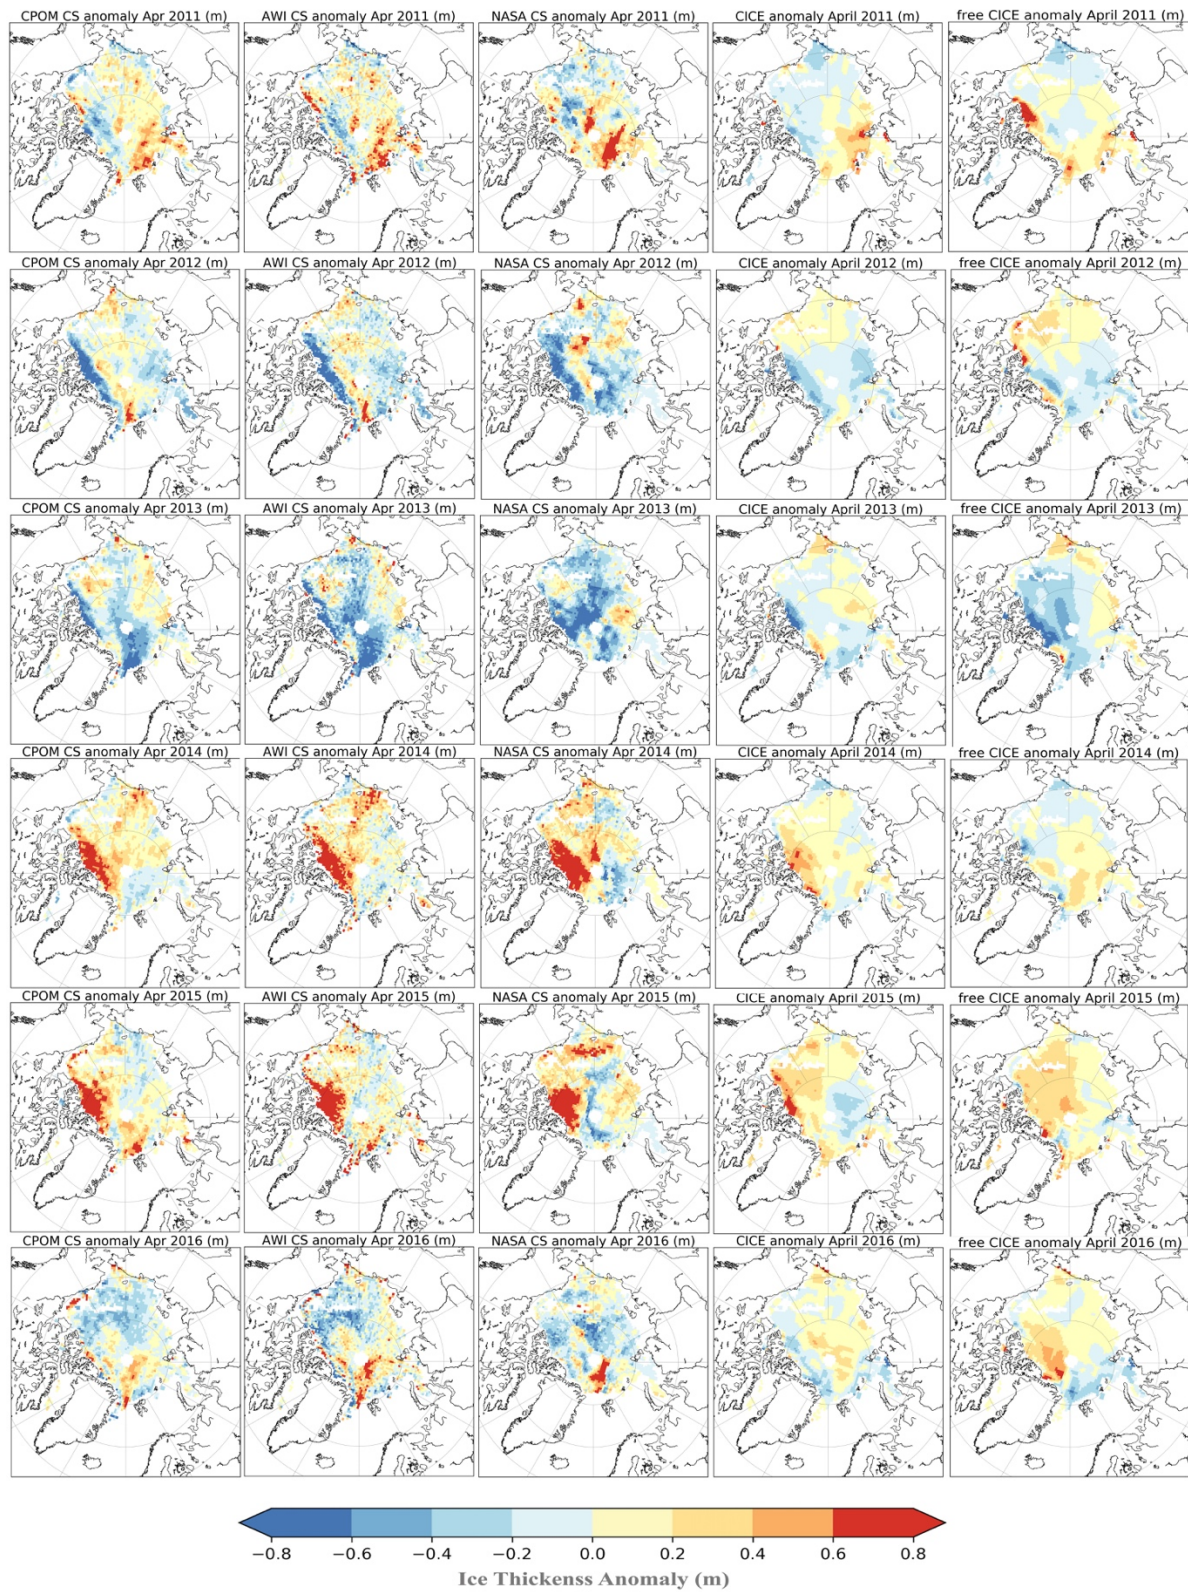 CPOM CS anomaly Apr 2011 (m) AWI CS anomaly Apr 2011 (m) NASA CS anomaly Apr 2011 (m) CICE anomaly April 2011 (m) free CICE anomaly April 2011 (m)
CPOM CS anomaly Apr 2012 (m) AWI CS anomaly Apr 2012 (m) NASA CS anomaly Apr 2012 (m) CICE anomaly April 2012 (m) free CICE anomaly April 2012 (m)
CPOM CS anomaly Apr 2013 (m) AWI CS anomaly Apr 2013 (m) NASA CS anomaly Apr 2013 (m) CICE anomaly April 2013 (m) free CICE anomaly April 2013 (m)
CPOM CS anomaly Apr 2014 (m) AWI CS anomaly Apr 2014 (m) NASA CS anomaly Apr 2014 (m) CICE anomaly April 2014 (m) free CICE anomaly April 2014 (m)
CPOM CS anomaly Apr 2015 (m) AWI CS anomaly Apr 2015 (m) NASA CS anomaly Apr 2015 (m) CICE anomaly April 2015 (m) free CICE anomaly April 2015 (m)
CPOM CS anomaly Apr 2016 (m) AWI CS anomaly Apr 2016 (m) NASA CS anomaly Apr 2016 (m) CICE anomaly April 2016 (m) free CICE anomaly April 2016 (m)
−0.8 −0.6 −0.4 −0.2 0.0 0.2 0.4 0.6 0.8
Ice Thickenss Anomaly (m)